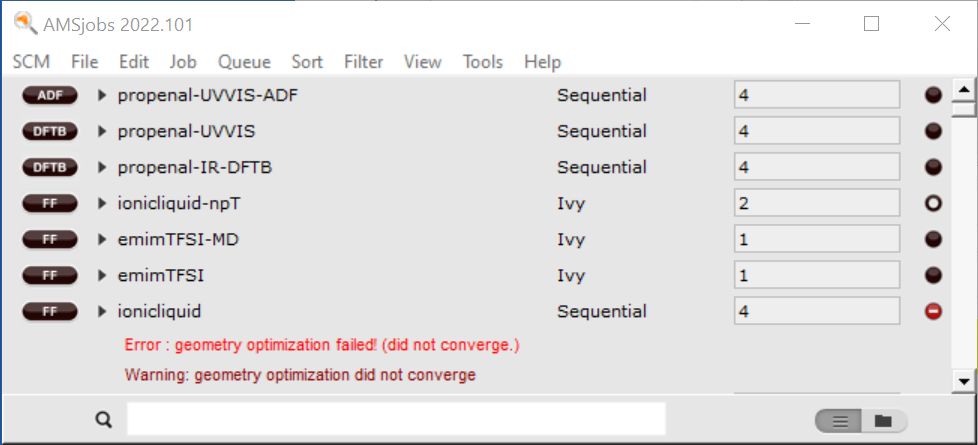 AMSjobs 2022.101
SCM File Edit Job Queue Sort Filter View Tools Help
ADF propenal-UVVIS-ADF Sequential 4
DFTB propenal-UVVIS Sequential 4
DFTB propenal-IR-DFTB Sequential 4
FF ionicliquid-npT Ivy 2
FF emimTFSI-MD Ivy 1
FF emimTFSI Ivy 1
FF ionicliquid Sequential 4
Error : geometry optimization failed! (did not converge.)
Warning: geometry optimization did not converge